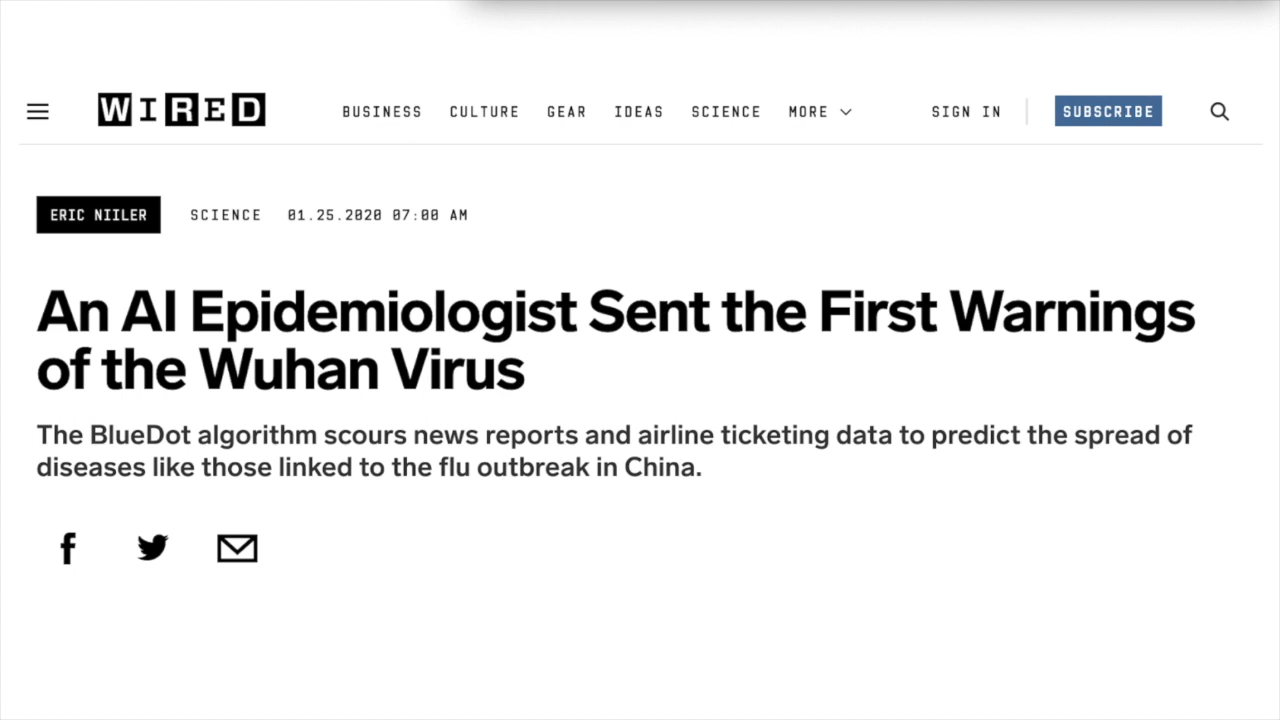 WIRED BUSINESS CULTURE GEAR IDEAS SCIENCE MORE SIGN IN SUBSCRIBE
ERIC NIILER SCIENCE 01.25.2020 07:00 AM
An AI Epidemiologist Sent the First Warnings
of the Wuhan Virus
The BlueDot algorithm scours news reports and airline ticketing data to predict the spread of
diseases like those linked to the flu outbreak in China.